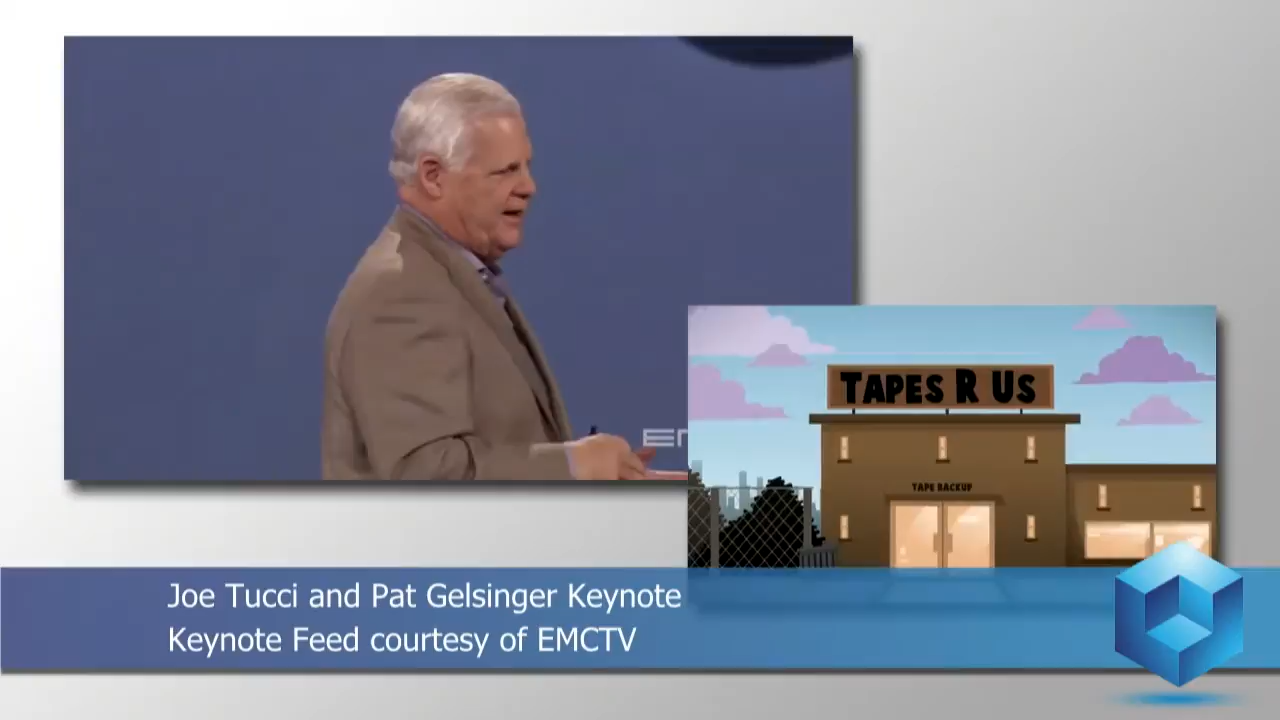 TAPES R US
TAPE BACKUP
Joe Tucci and Pat Gelsinger Keynote
Keynote Feed courtesy of EMCTV